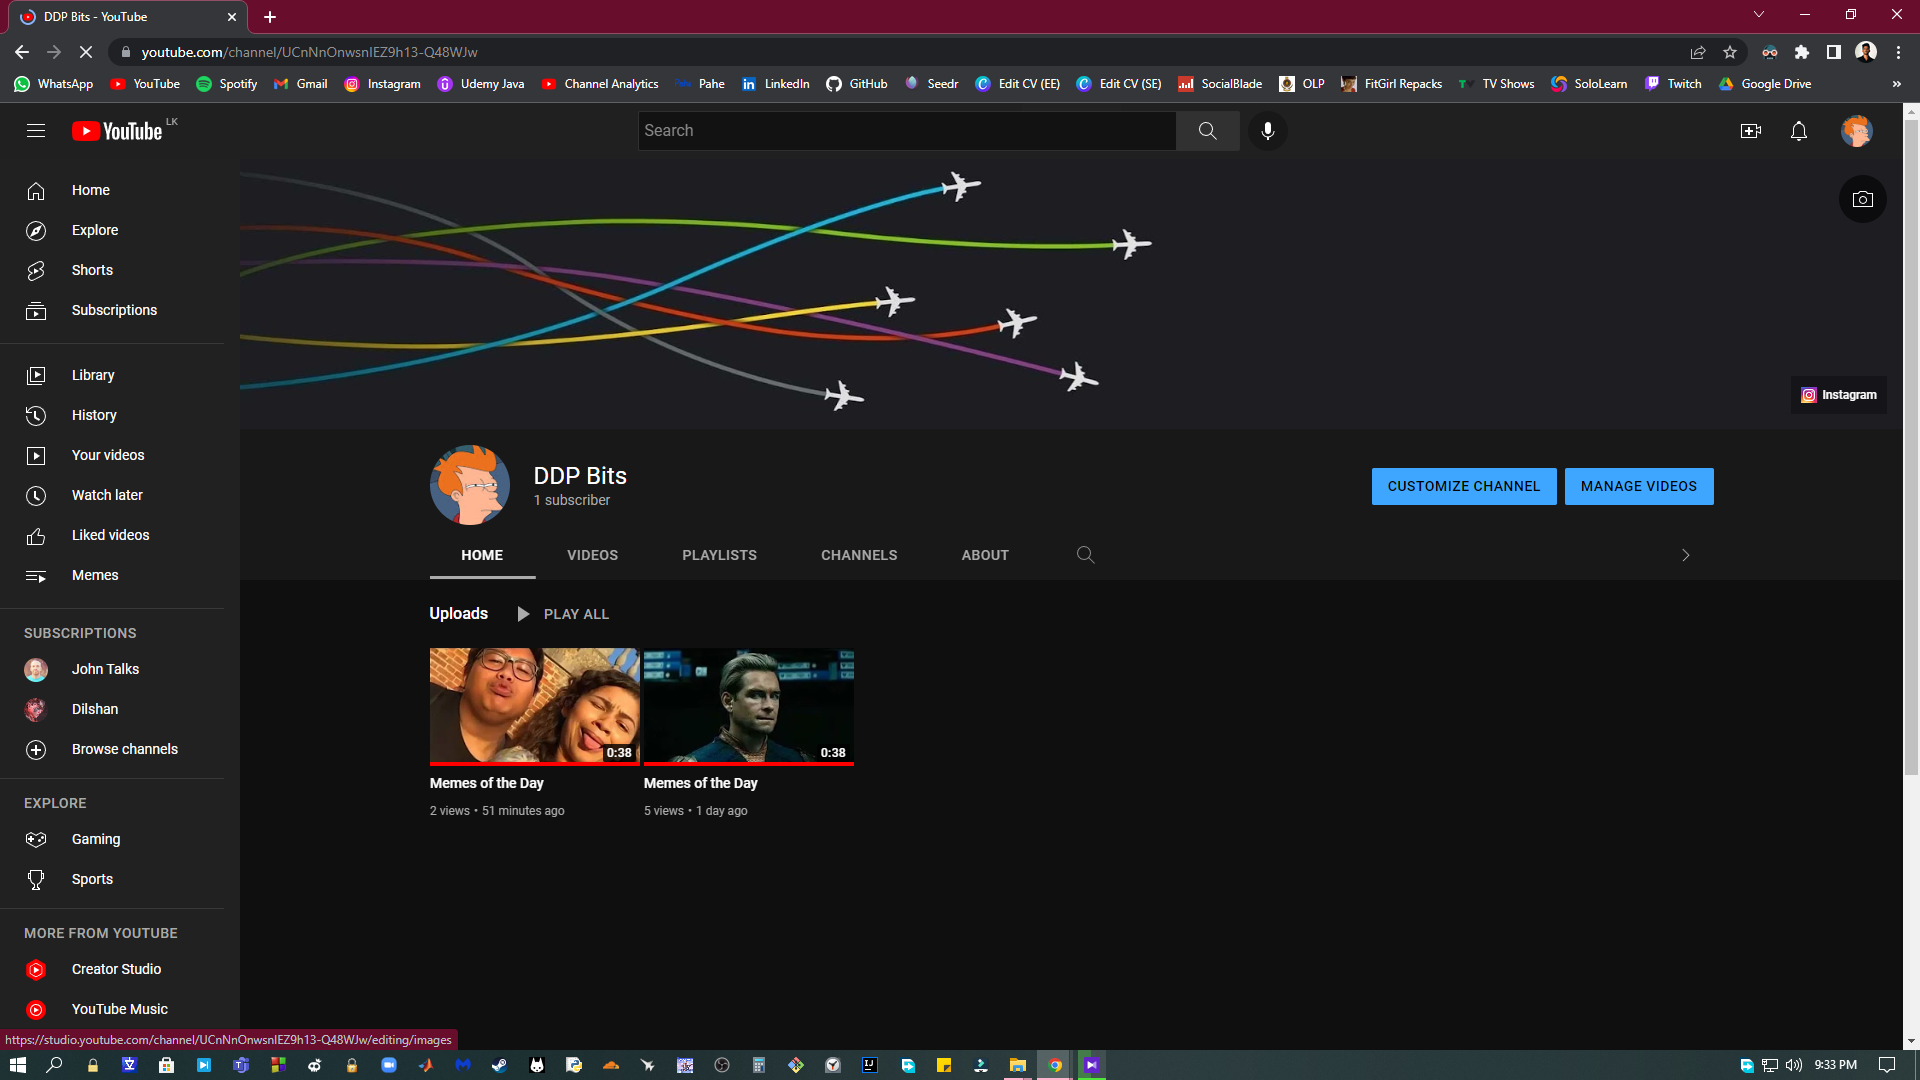 DDP Bits - YouTube
youtube.com/channel/UCnNnOnwsnIEZ9h13-Q48WJw
WhatsApp YouTube Spotify Gmail Instagram Udemy Java Channel Analytics Pahe LinkedIn GitHub Seedr Edit CV (EE) Edit CV (SE) SocialBlade OLP FitGirl Repacks TV Shows SoloLearn Twitch Google Drive
YouTube LK
Search
Home
Explore
Shorts
Subscriptions
Library
History
Your videos
Watch later
Liked videos
Memes
SUBSCRIPTIONS
John Talks
Dilshan
Browse channels
EXPLORE
Gaming
Sports
MORE FROM YOUTUBE
Creator Studio
YouTube Music
Instagram
DDP Bits
1 subscriber
CUSTOMIZE CHANNEL MANAGE VIDEOS
HOME VIDEOS PLAYLISTS CHANNELS ABOUT
Uploads PLAY ALL
0:38 0:38
Memes of the Day Memes of the Day
2 views • 51 minutes ago 5 views • 1 day ago
https://studio.youtube.com/channel/UCnNnOnwsnIEZ9h13-Q48WJw/editing/images
9:33 PM